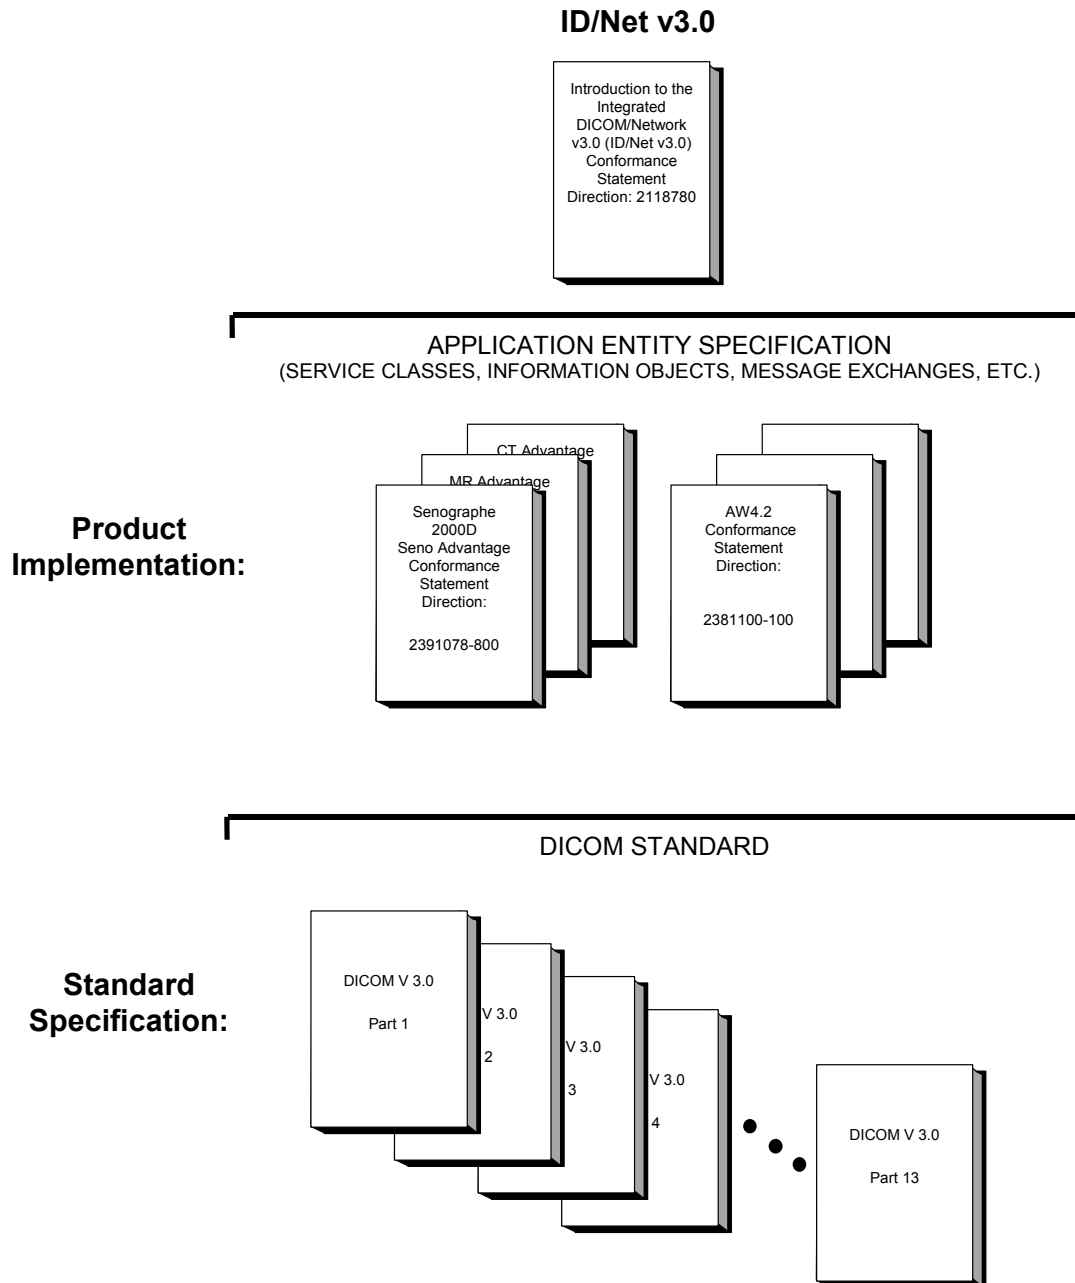 ID/Net v3.0
Introduction to the
Integrated
DICOM/Network
v3.0 (ID/Net v3.0)
Conformance
Statement
Direction: 2118780
APPLICATION ENTITY SPECIFICATION
(SERVICE CLASSES, INFORMATION OBJECTS, MESSAGE EXCHANGES, ETC.)
Product
Implementation:
CT Advantage
MR Advantage
Senographe
2000D
Seno Advantage
Conformance
Statement
Direction:
2391078-800
AW4.2
Conformance
Statement
Direction:
2381100-100
DICOM STANDARD
Standard
Specification:
DICOM V 3.0
Part 1
V 3.0
2
V 3.0
3
V 3.0
4
DICOM V 3.0
Part 13